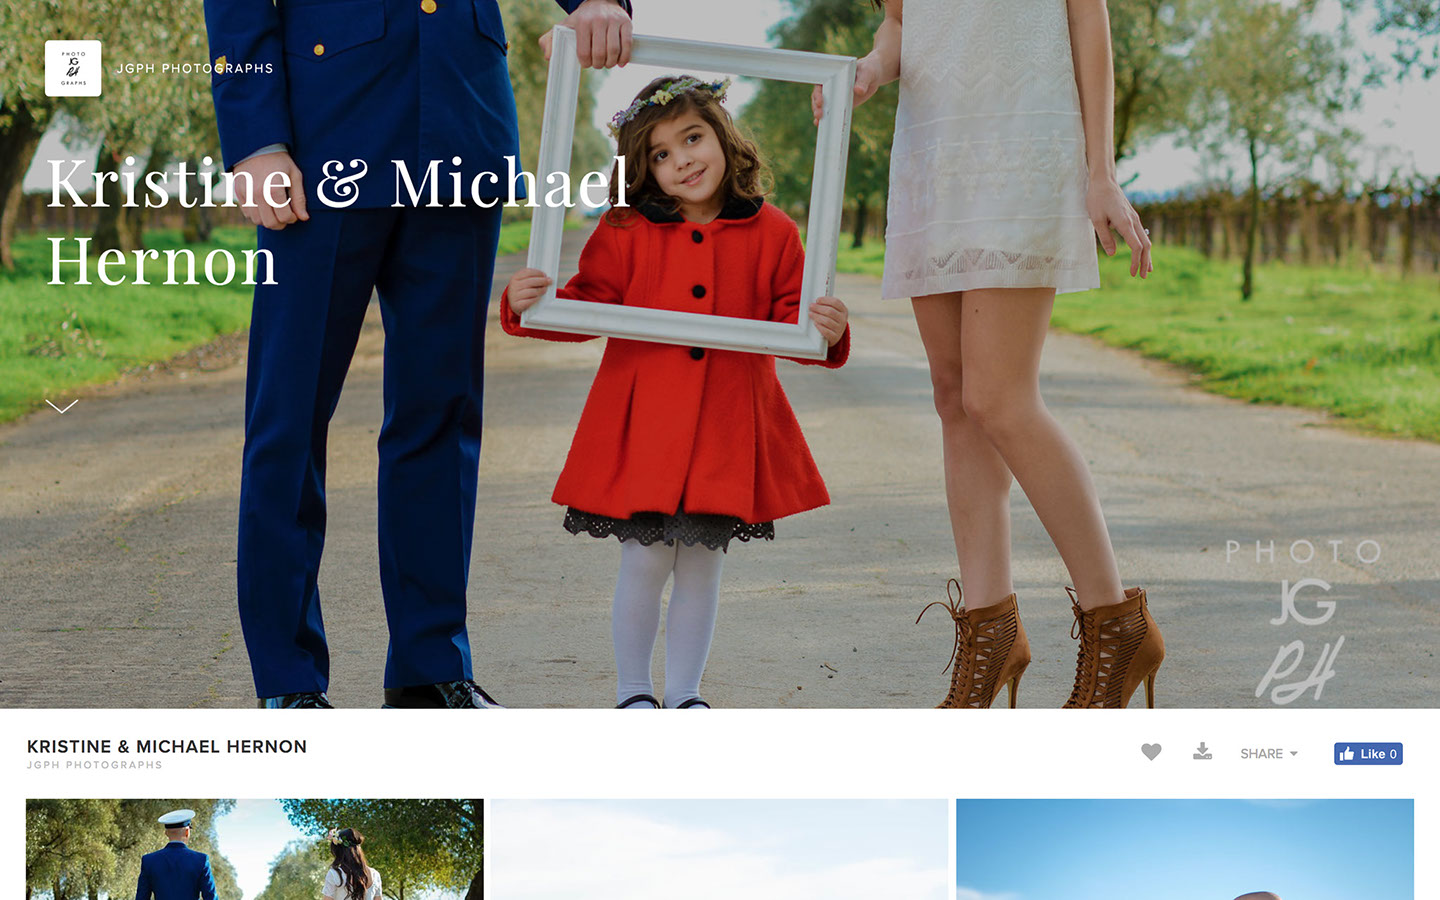 PHOTO
JG
PH
GRAPHS
JGPH PHOTOGRAPHS
Kristine & Michael
Hernon
PHOTO
JG
PH
KRISTINE & MICHAEL HERNON
JGPH PHOTOGRAPHS
SHARE
Like 0